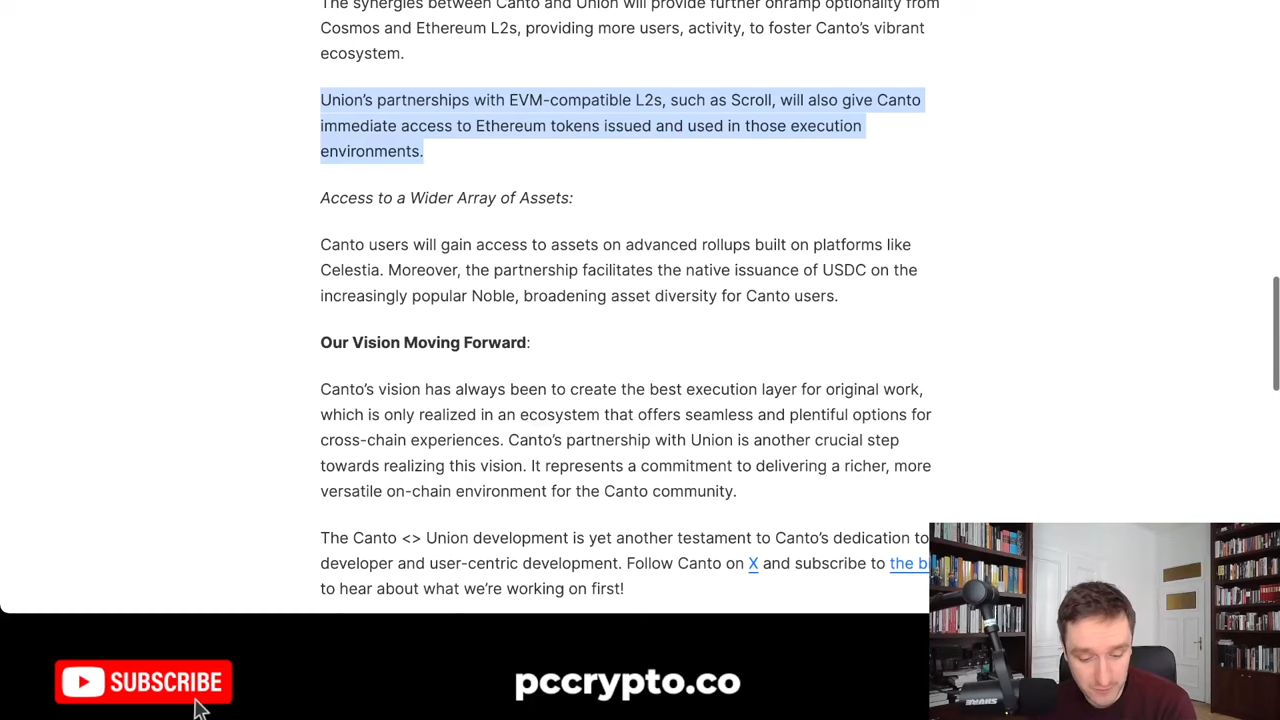 The synergies between Canto and Union will provide further onramp optionality from
Cosmos and Ethereum L2s, providing more users, activity, to foster Canto’s vibrant
ecosystem.
Union’s partnerships with EVM-compatible L2s, such as Scroll, will also give Canto
immediate access to Ethereum tokens issued and used in those execution
environments.
Access to a Wider Array of Assets:
Canto users will gain access to assets on advanced rollups built on platforms like
Celestia. Moreover, the partnership facilitates the native issuance of USDC on the
increasingly popular Noble, broadening asset diversity for Canto users.
Our Vision Moving Forward:
Canto’s vision has always been to create the best execution layer for original work,
which is only realized in an ecosystem that offers seamless and plentiful options for
cross-chain experiences. Canto’s partnership with Union is another crucial step
towards realizing this vision. It represents a commitment to delivering a richer, more
versatile on-chain environment for the Canto community.
The Canto <> Union development is yet another testament to Canto’s dedication to
developer and user-centric development. Follow Canto on X and subscribe to the b
to hear about what we’re working on first!
SUBSCRIBE
pccrypto.co